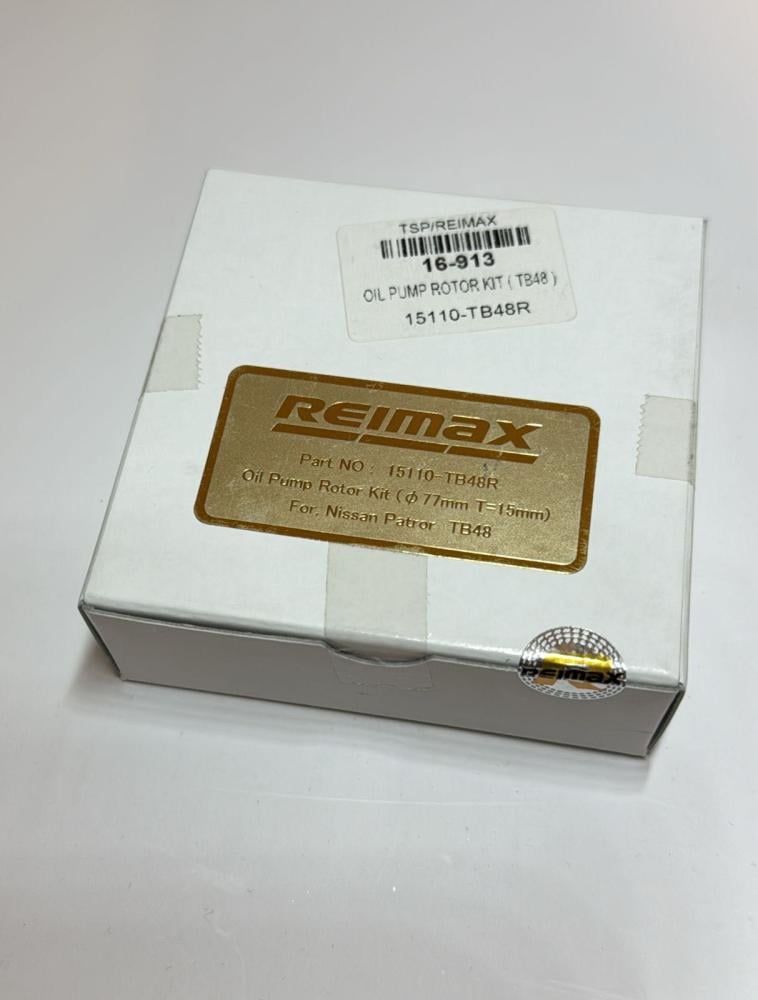 TSP/REIMAX
16-913
OIL PUMP ROTOR KIT ( TB48 )
15110-TB48R
REIMAX
Part NO : 15110-TB48R
Oil Pump Rotor Kit ( ϕ 77mm T=15mm)
For. Nissan Patror TB48
REIMAX